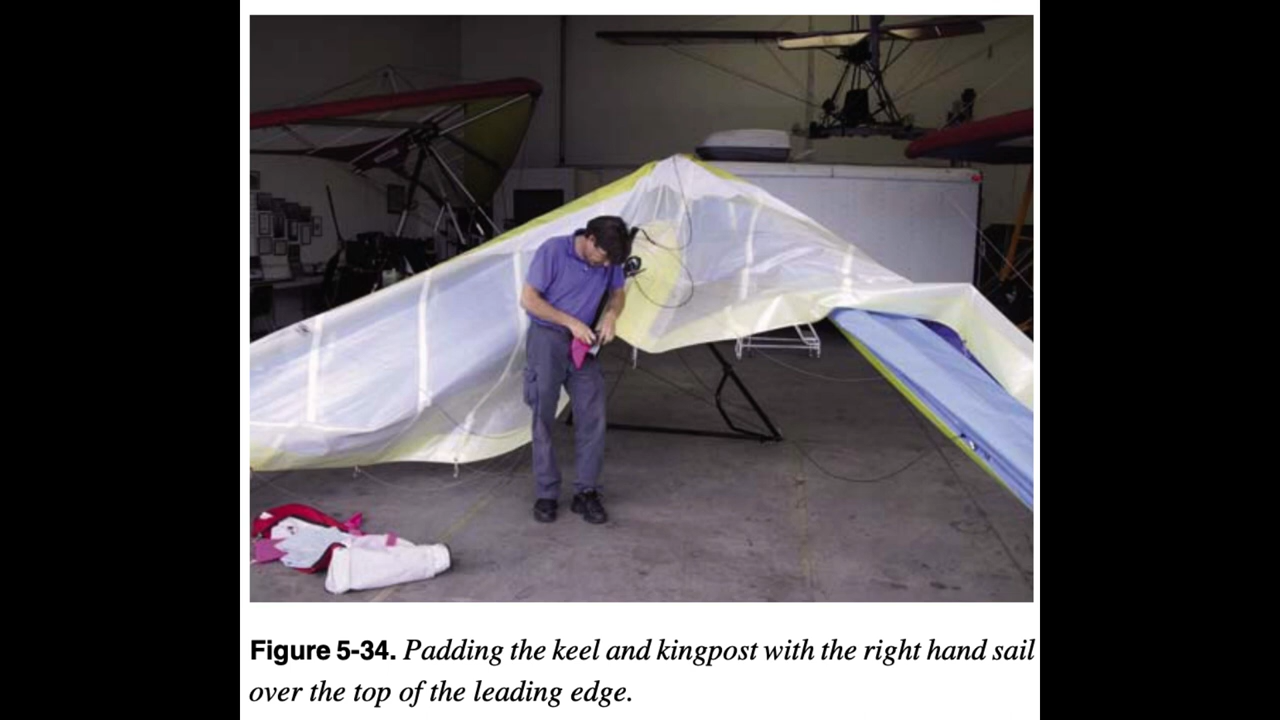 Figure 5-34. Padding the keel and kingpost with the right hand sail
over the top of the leading edge.